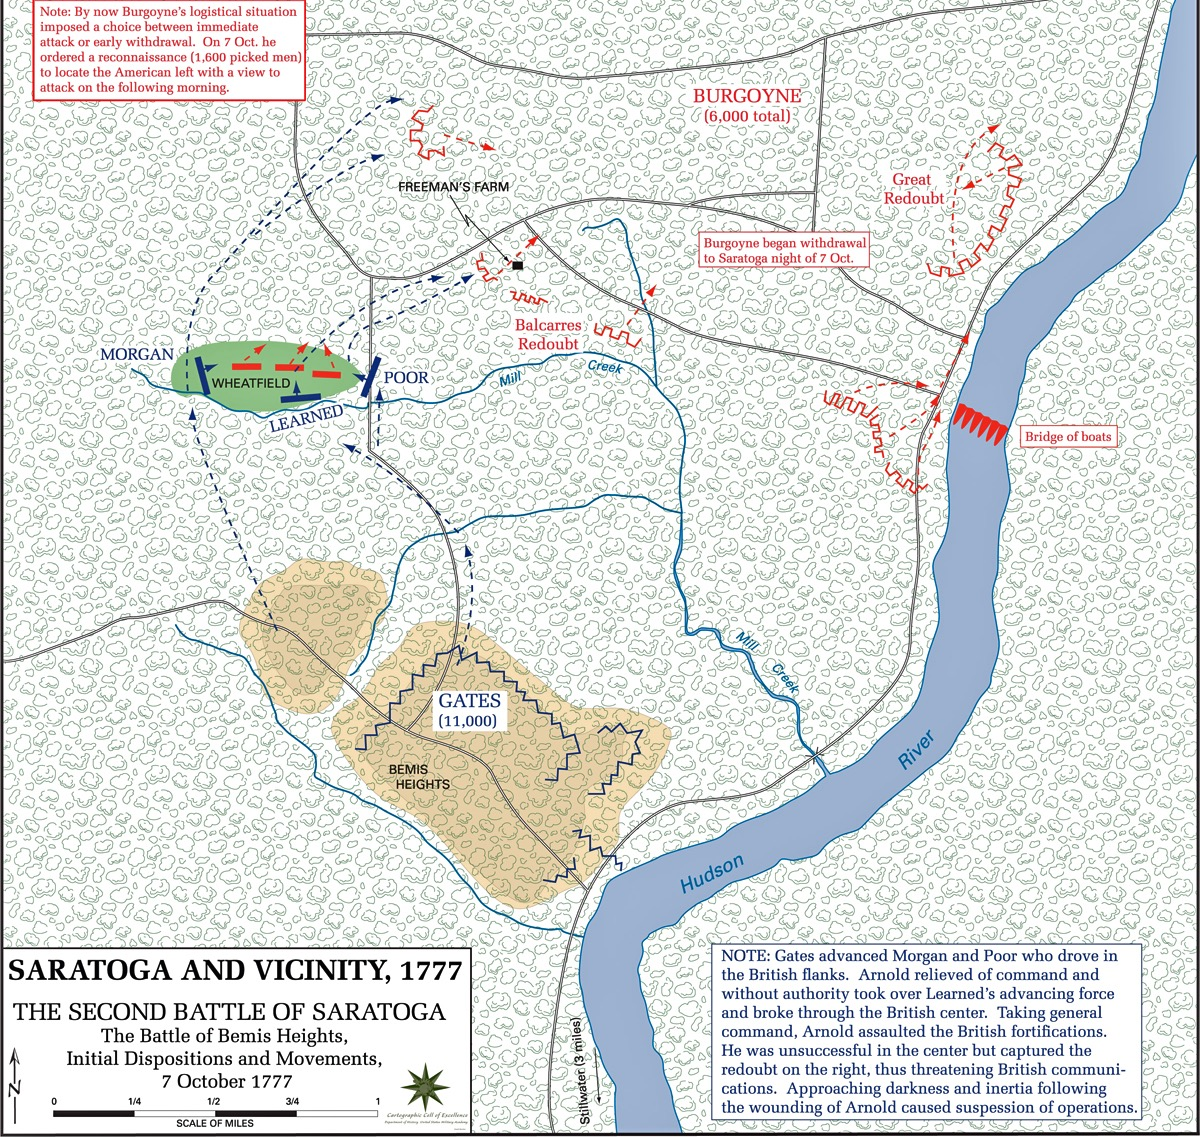 Note: By now Burgoyne's logistical situation
imposed a choice between immediate
attack or early withdrawal. On 7 Oct. he
ordered a reconnaissance (1,600 picked men)
to locate the American left with a view to
attack on the following morning.
BURGOYNE
(6,000 total)
FREEMAN'S FARM
Great
Redoubt
Burgoyne began withdrawal
to Saratoga night of 7 Oct.
Balcarres
Redoubt
MORGAN
WHEATFIELD
POOR
LEARNED
Mill
Creek
Bridge of boats
Mill
Creek
GATES
(11,000)
BEMIS
HEIGHTS
River
Hudson
Stillwater (3 miles)
SARATOGA AND VICINITY, 1777
THE SECOND BATTLE OF SARATOGA
The Battle of Bemis Heights,
Initial Dispositions and Movements,
7 October 1777
N
0 1/4 1/2 3/4 1
SCALE OF MILES
Cartographic Cell of Excellence
Department of History, United States Military Academy
NOTE: Gates advanced Morgan and Poor who drove in
the British flanks. Arnold relieved of command and
without authority took over Learned's advancing force
and broke through the British center. Taking general
command, Arnold assaulted the British fortifications.
He was unsuccessful in the center but captured the
redoubt on the right, thus threatening British communi-
cations. Approaching darkness and inertia following
the wounding of Arnold caused suspension of operations.